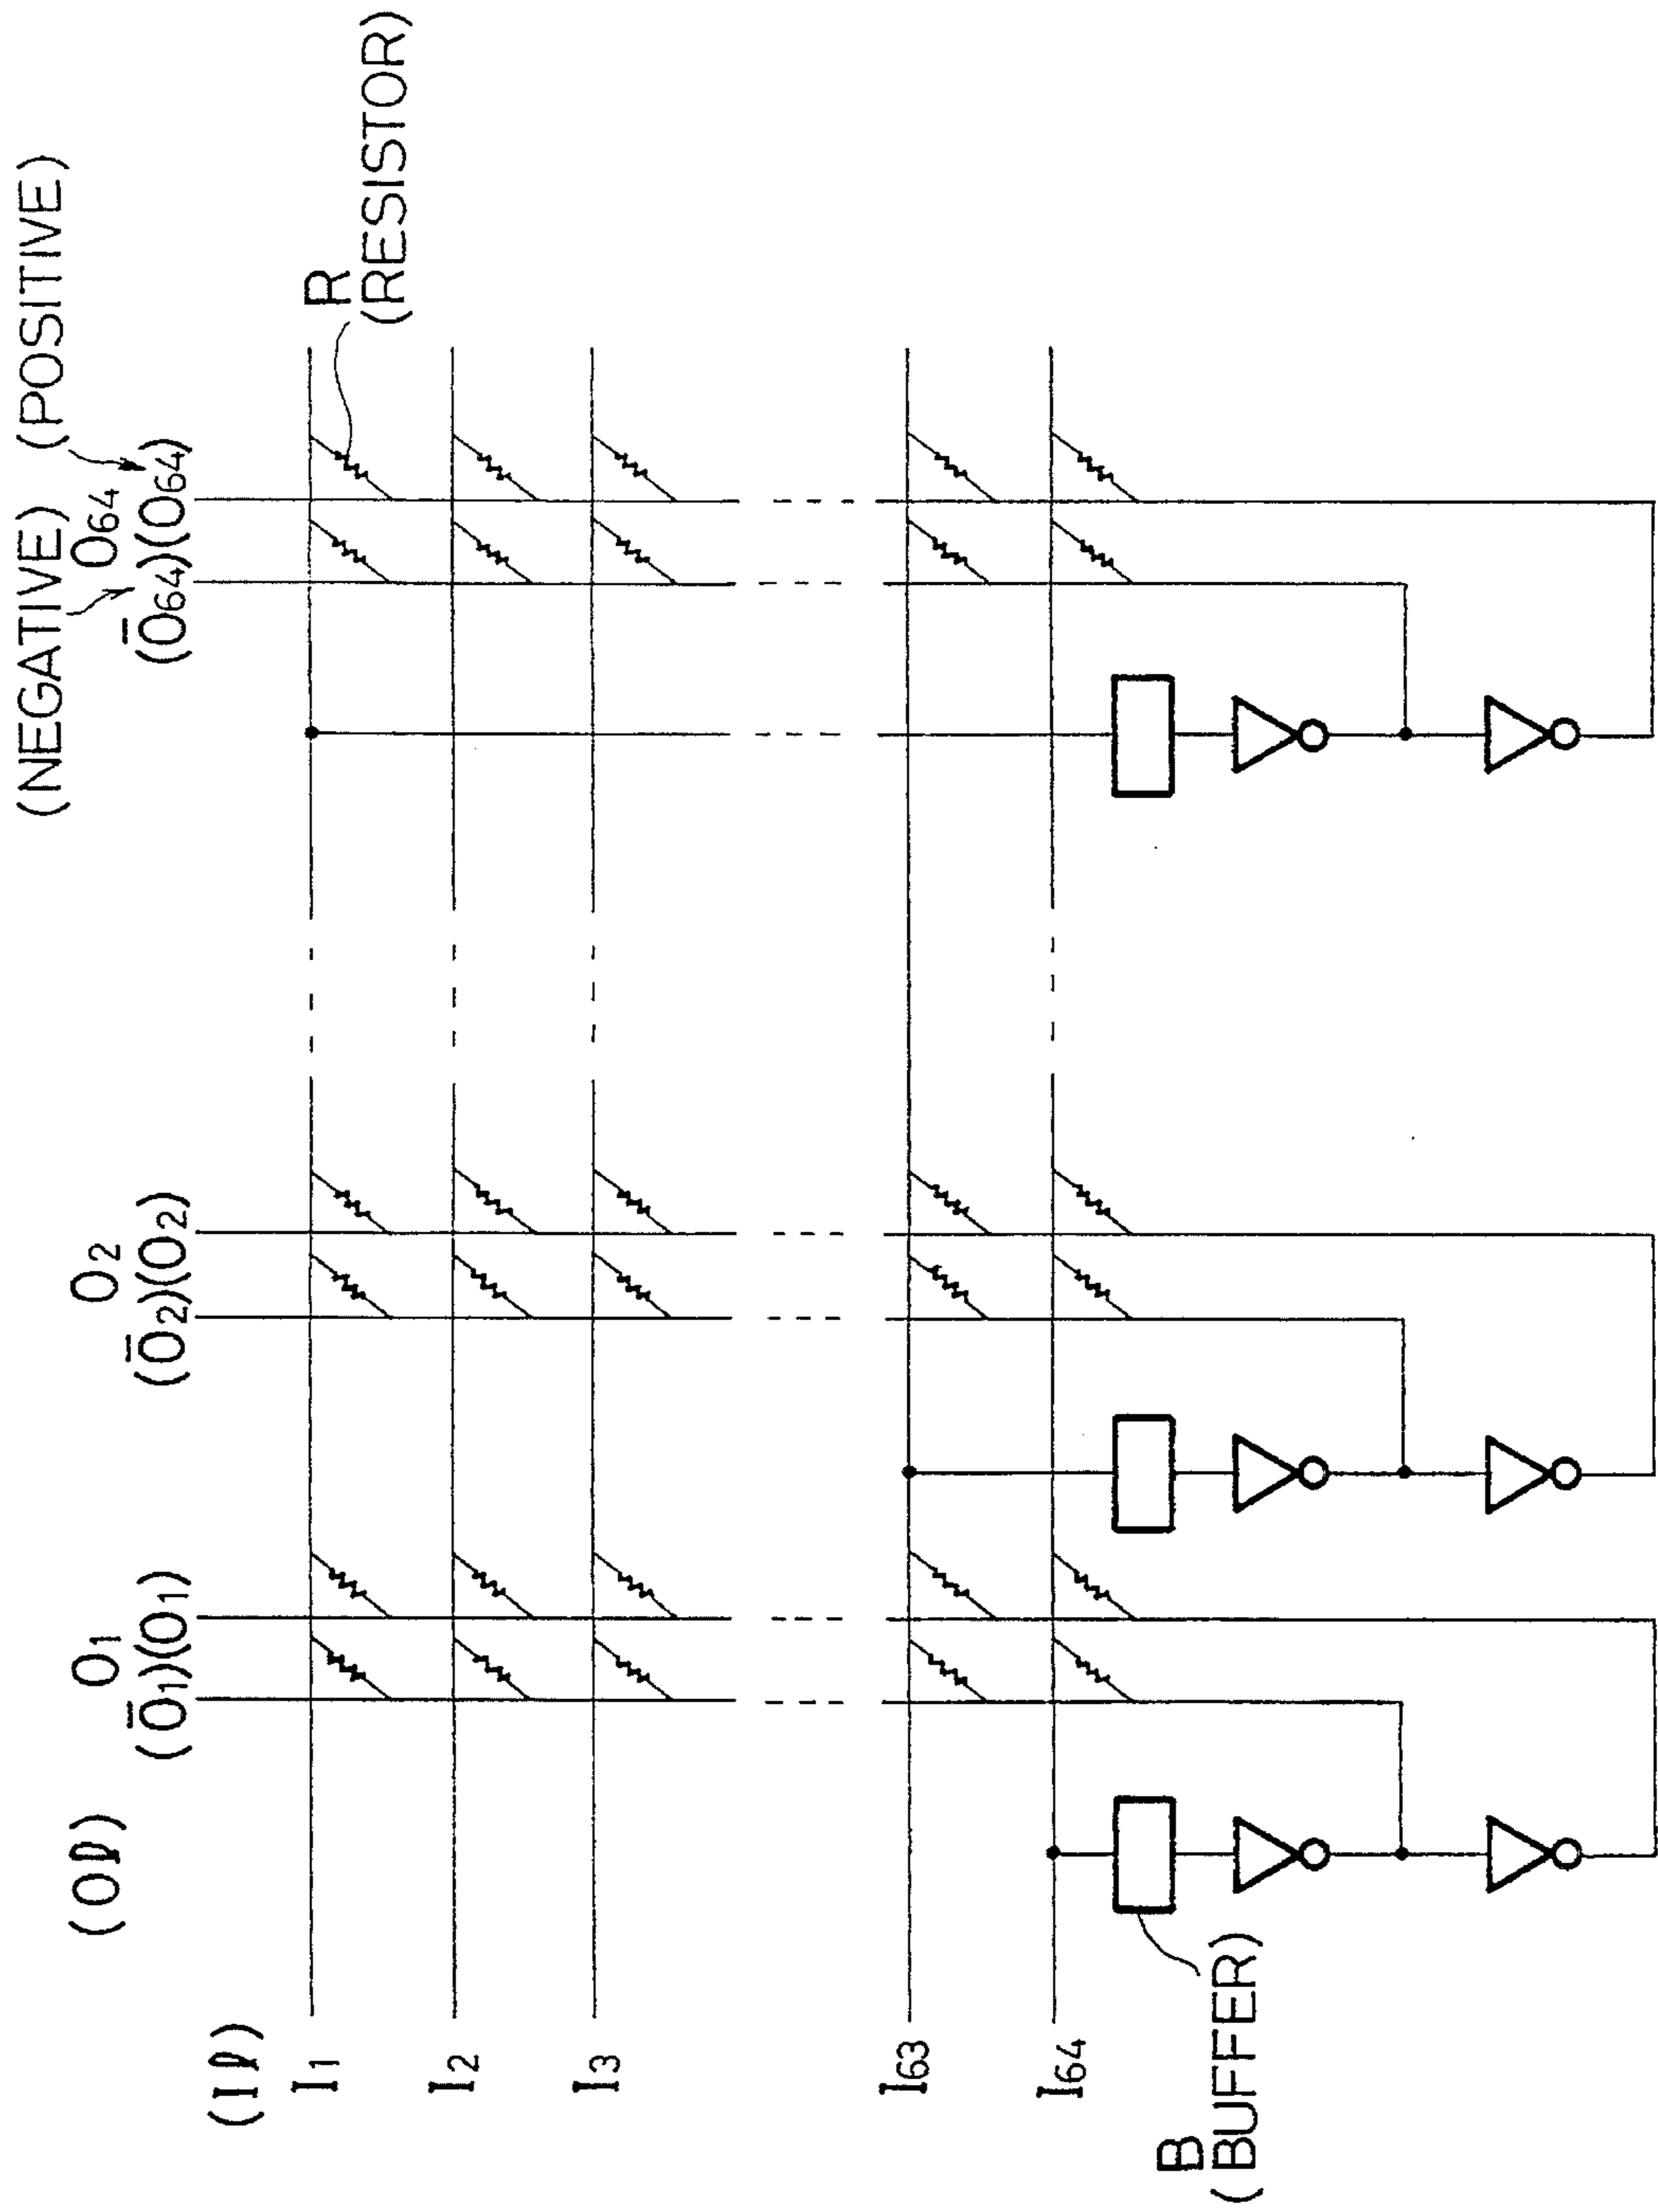 (NEGATIVE) (POSITIVE)
(Oℓ) O1 O2 O64
(Ō1)(O1) (Ō2)(O2) (Ō64)(O64)
(Iℓ)
I1
R
(RESISTOR)
I2
I3
I63
I64
B
(BUFFER)